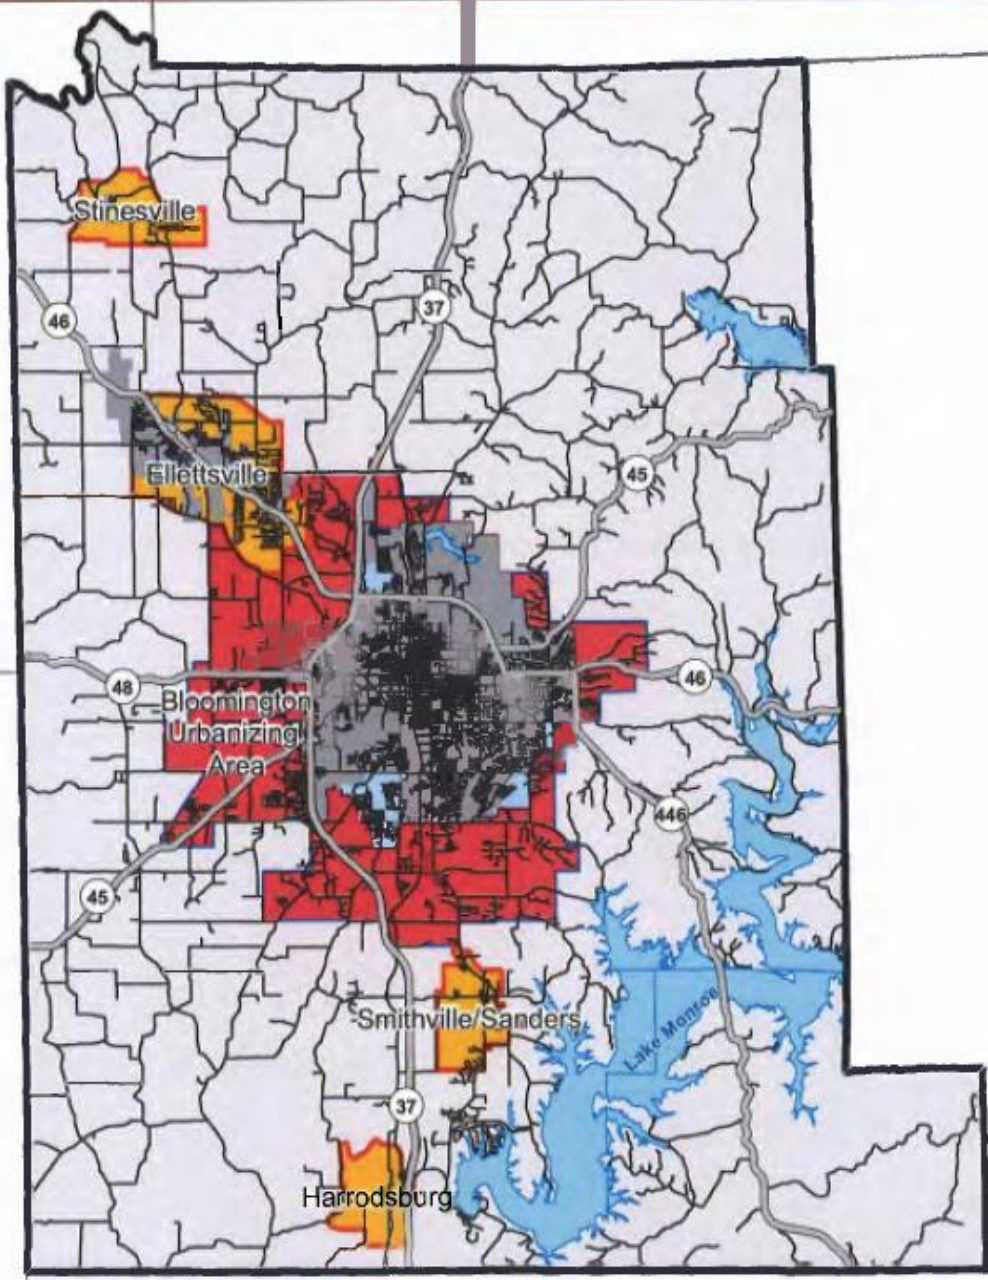 Stinesville
46
37
Ellettsville
45
46
48
Bloomington
Urbanizing
Area
446
45
Smithville/Sanders
Lake Monroe
37
Harrodsburg